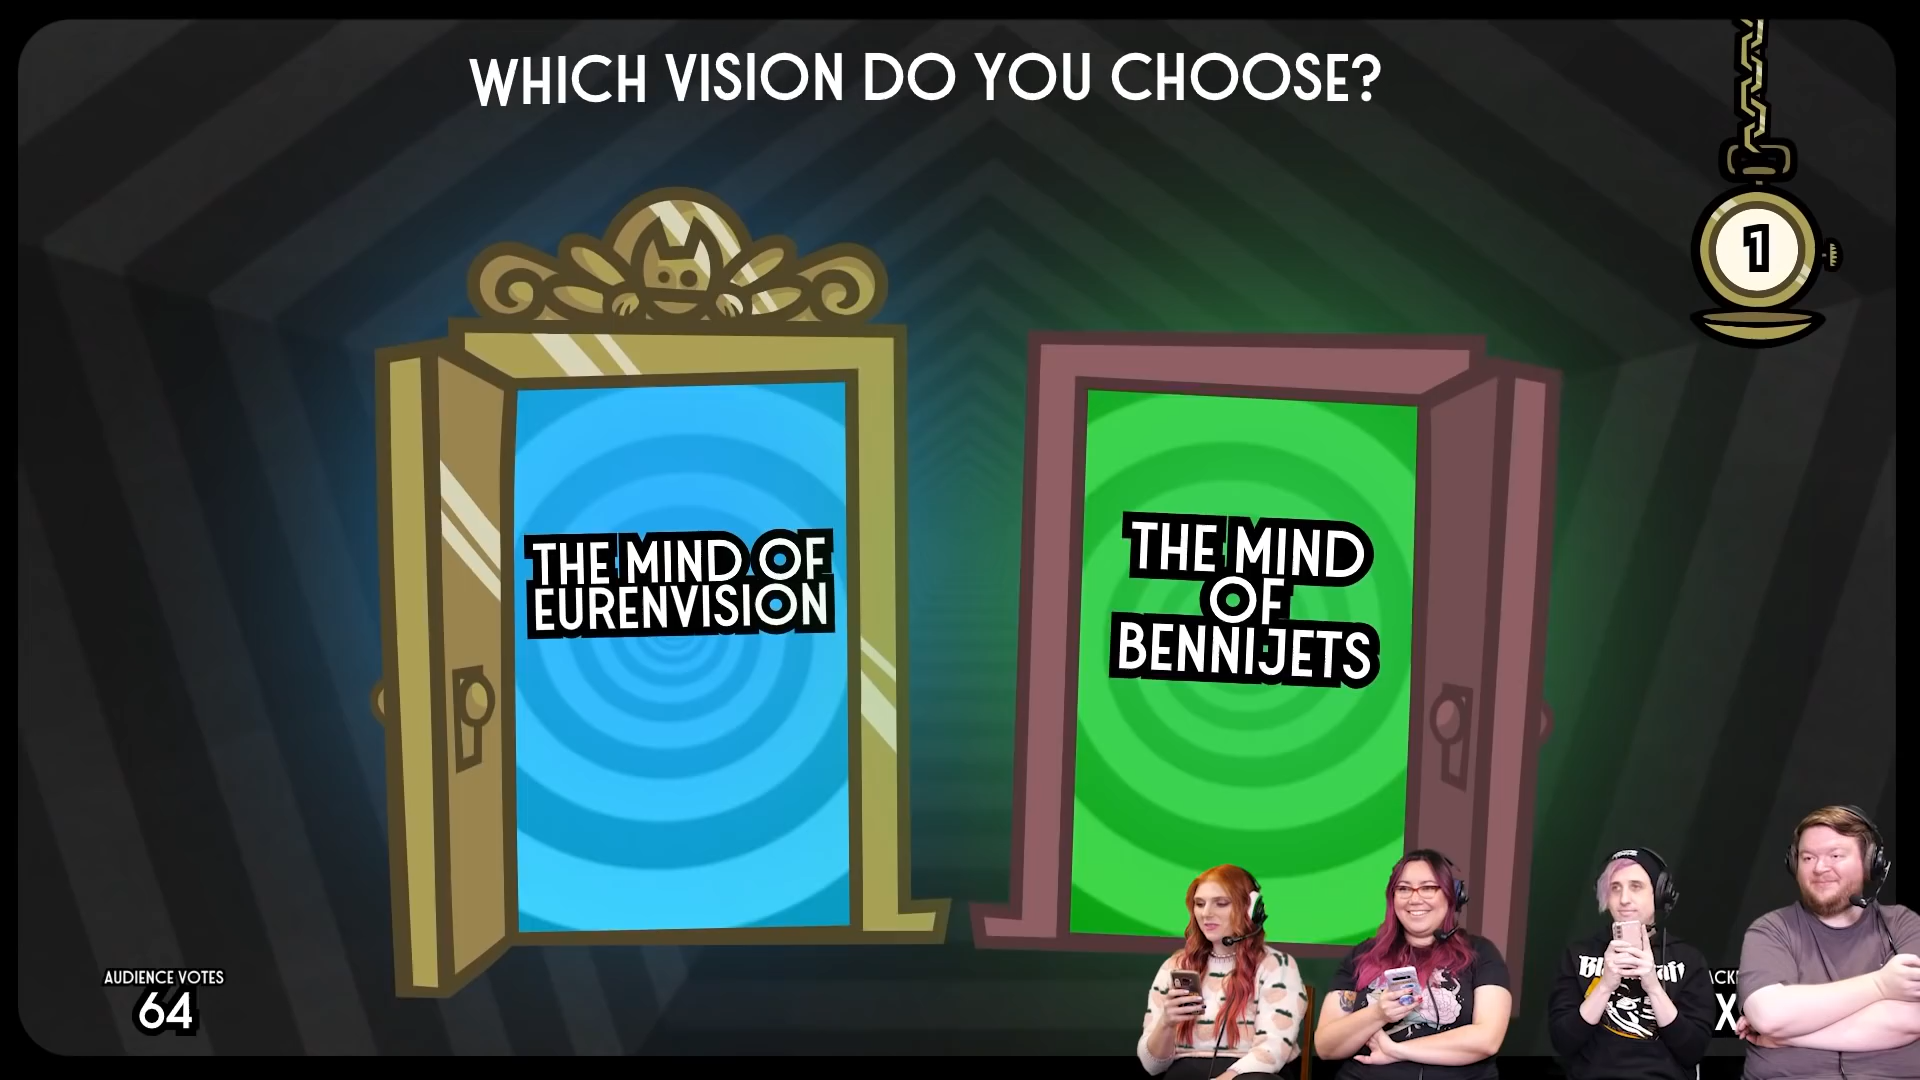 WHICH VISION DO YOU CHOOSE?
1
THE MIND OF
EURENVISION
THE MIND
OF
BENNIJETS
AUDIENCE VOTES
64